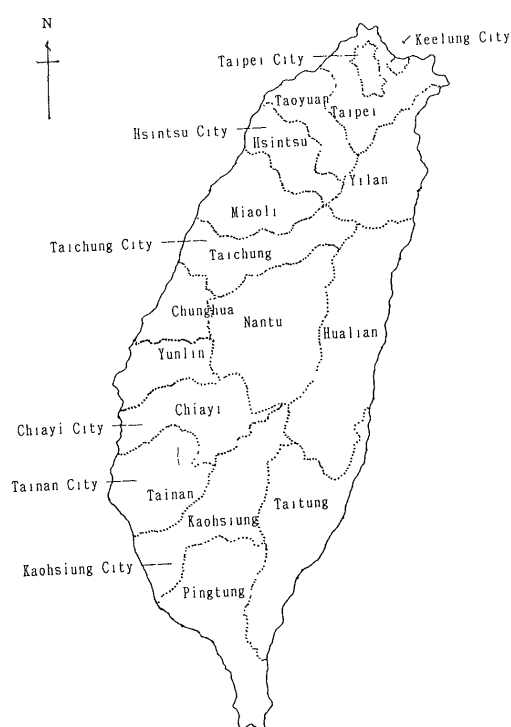 N
Keelung City
Taipei City
Taoyuan
Taipei
Hsintsu City
Hsintsu
Yilan
Miaoli
Taichung City
Taichung
Chunghua
Nantu
Hualian
Yunlin
Chiayi
Chiayi City
Tainan City
Tainan
Taitung
Kaohsiung
Kaohsiung City
Pingtung